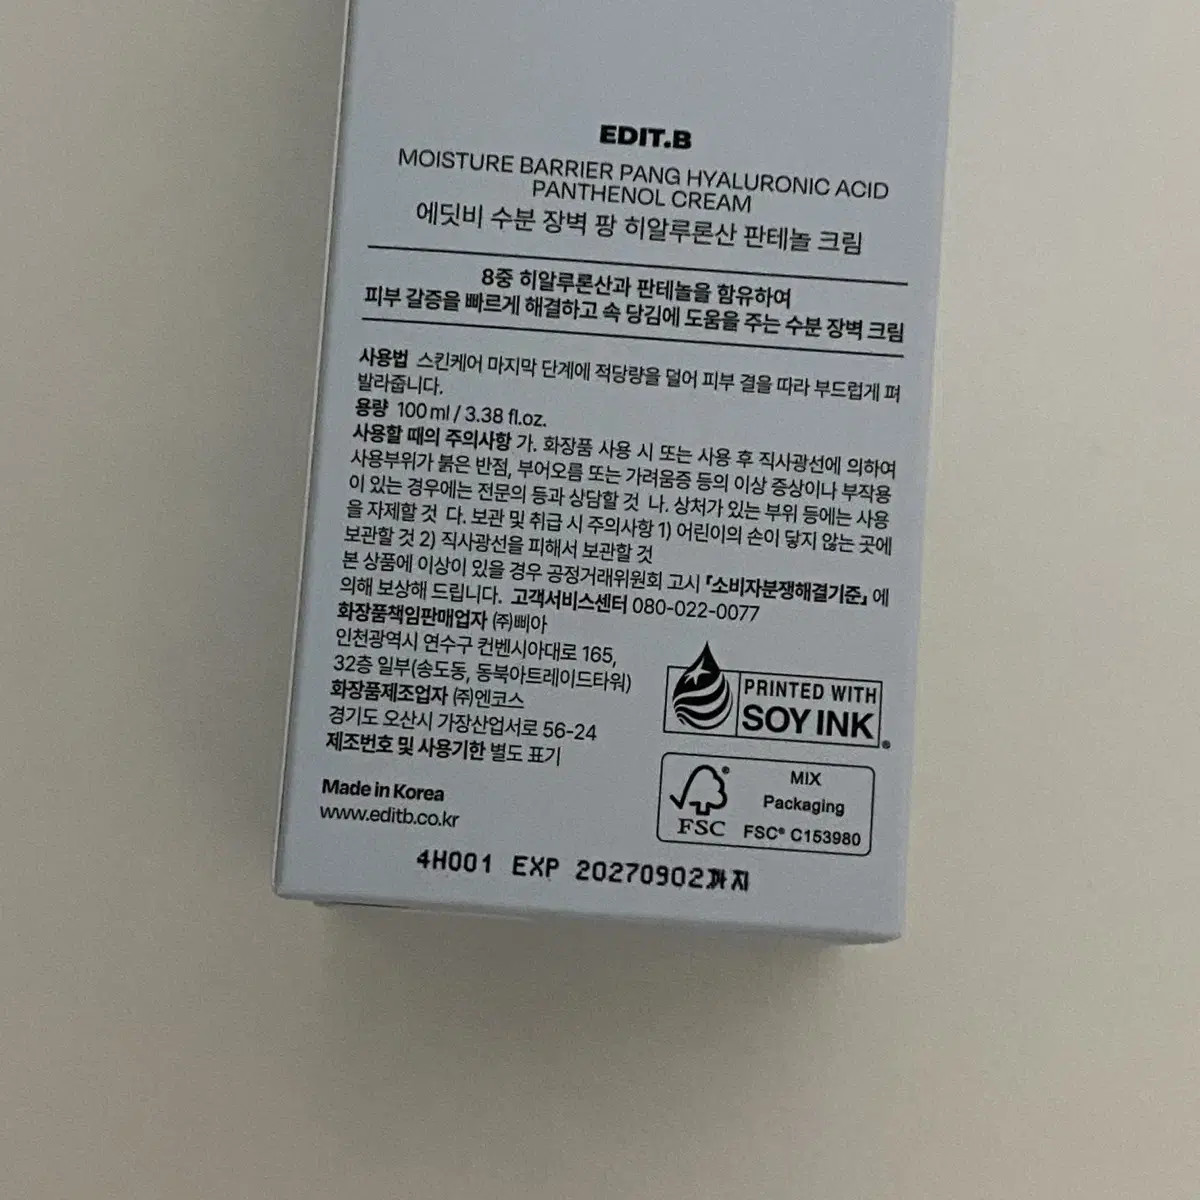 EDIT.B
MOISTURE BARRIER PANG HYALURONIC ACID
PANTHENOL CREAM
에딧비 수분 장벽 팡 히알루론산 판테놀 크림
8중 히알루론산과 판테놀을 함유하여
피부 갈증을 빠르게 해결하고 속 당김에 도움을 주는 수분 장벽 크림
사용법 스킨케어 마지막 단계에 적당량을 덜어 피부 결을 따라 부드럽게 펴
발라줍니다.
용량 100 ml / 3.38 fl.oz.
사용할 때의 주의사항 가. 화장품 사용 시 또는 사용 후 직사광선에 의하여
사용부위가 붉은 반점, 부어오름 또는 가려움증 등의 이상 증상이나 부작용
이 있는 경우에는 전문의 등과 상담할 것 나. 상처가 있는 부위 등에는 사용
을 자제할 것 다. 보관 및 취급 시 주의사항 1) 어린이의 손이 닿지 않는 곳에
보관할 것 2) 직사광선을 피해서 보관할 것
본 상품에 이상이 있을 경우 공정거래위원회 고시 『소비자분쟁해결기준』에
의해 보상해 드립니다. 고객서비스센터 080-022-0077
화장품책임판매업자 ㈜삐아
인천광역시 연수구 컨벤시아대로 165,
32층 일부(송도동, 동북아트레이드타워)
화장품제조업자 ㈜엔코스
경기도 오산시 가장산업서로 56-24
제조번호 및 사용기한 별도 표기
Made in Korea
www.editb.co.kr
PRINTED WITH
SOY INK®
FSC®
MIX
Packaging
FSC® C153980
4H001 EXP 20270902까지